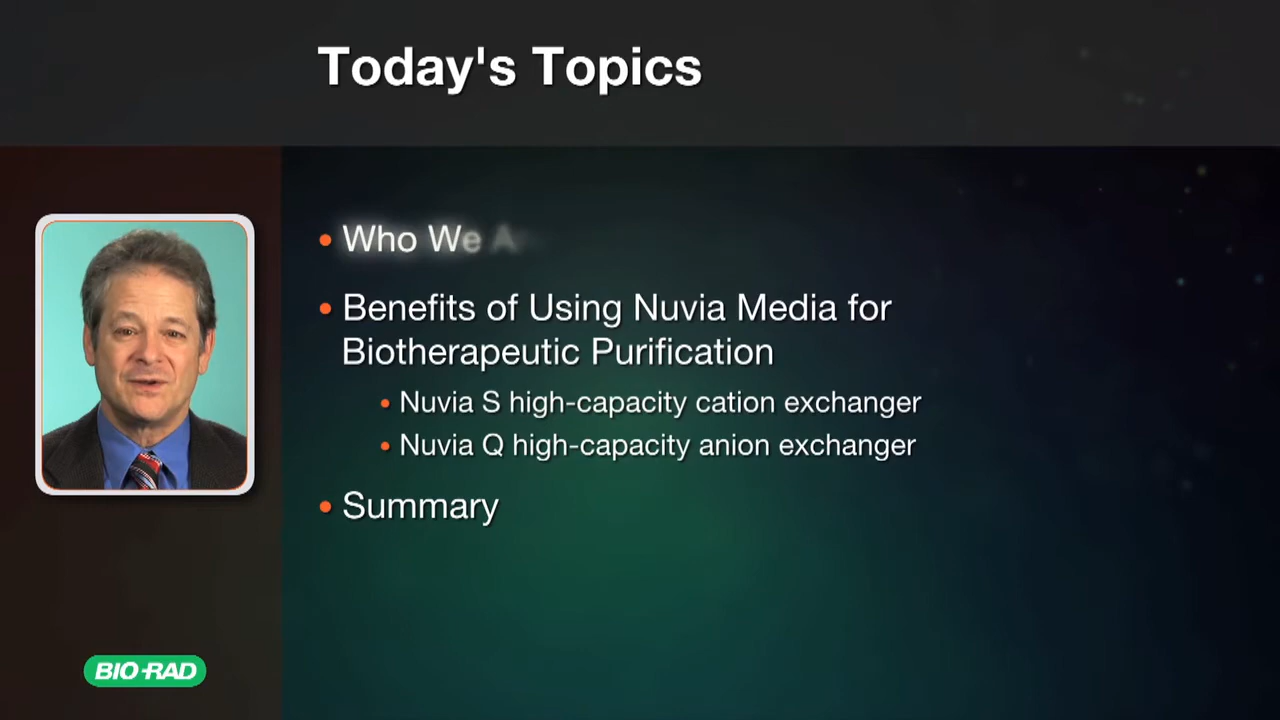 Today's Topics
• Who We A
• Benefits of Using Nuvia Media for
Biotherapeutic Purification
• Nuvia S high-capacity cation exchanger
• Nuvia Q high-capacity anion exchanger
• Summary
BIO-RAD